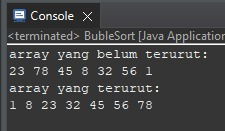 Console
<terminated> BubleSort [Java Application
array yang belum terurut:
23 78 45 8 32 56 1
array yang terurut:
1 8 23 32 45 56 78